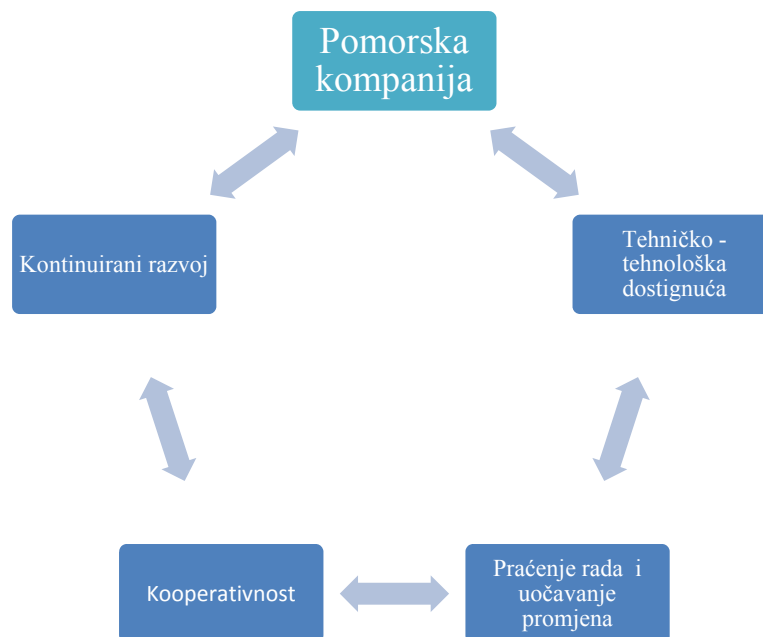 Pomorska
kompanija
Kontinuirani razvoj
Tehničko -
tehnološka
dostignuća
Kooperativnost
Praćenje rada  i
uočavanje
promjena